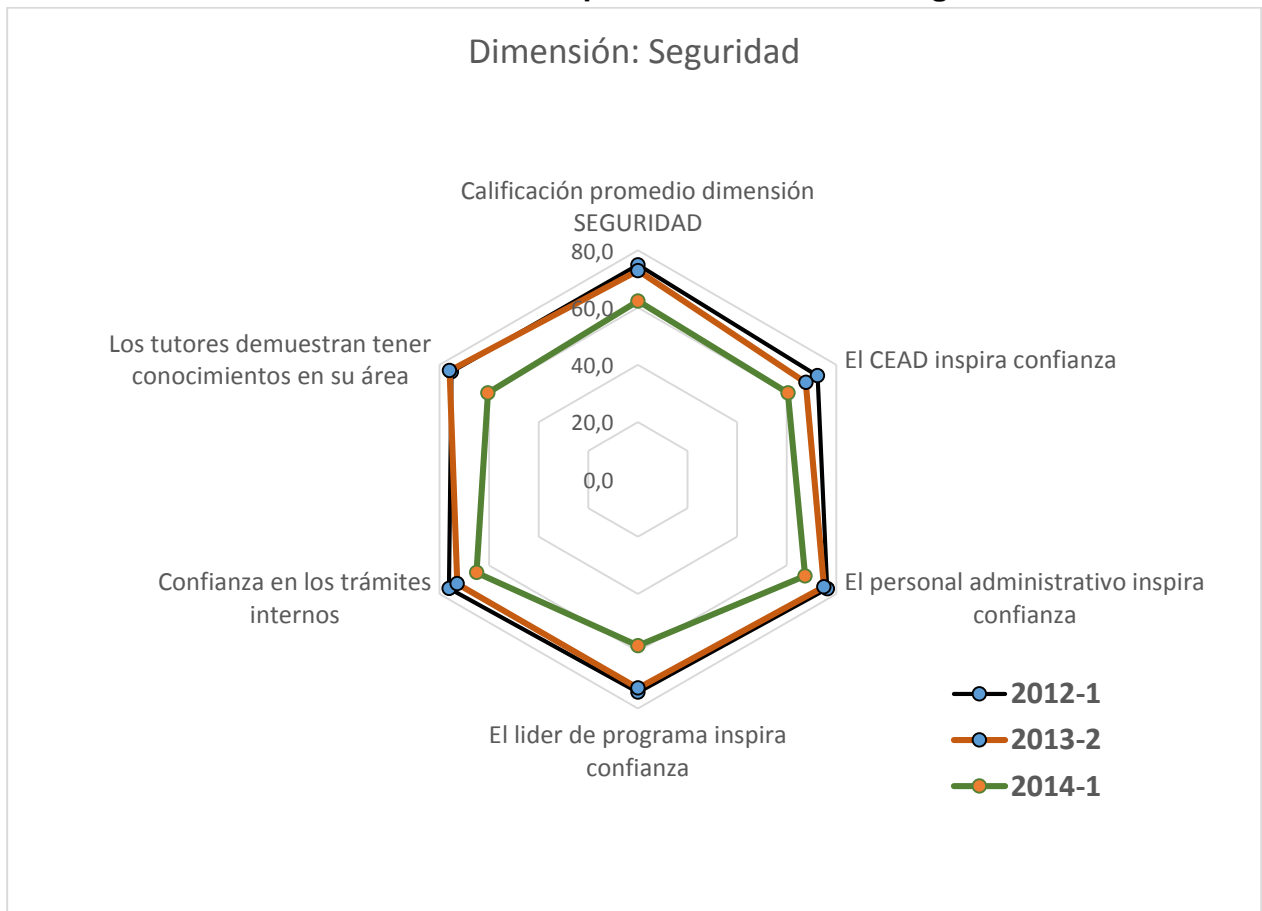 Dimensión: Seguridad
Calificación promedio dimensión
SEGURIDAD
80,0
60,0
40,0
20,0
0,0
El CEAD inspira confianza
El personal administrativo inspira
confianza
El lider de programa inspira
confianza
Confianza en los trámites
internos
Los tutores demuestran tener
conocimientos en su área
2012-1
2013-2
2014-1